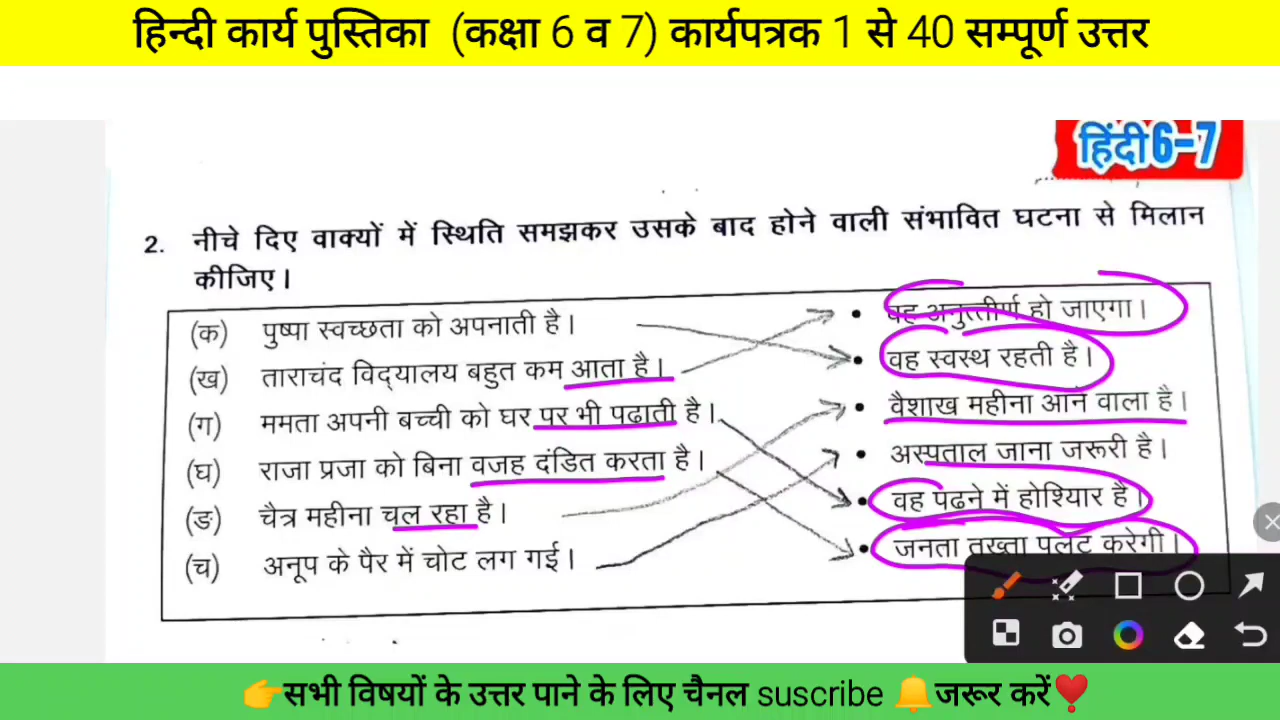 हिन्दी कार्य पुस्तिका (कक्षा 6 व 7) कार्यपत्रक 1 से 40 सम्पूर्ण उत्तर
हिंदी 6-7
2. नीचे दिए वाक्यों में स्थिति समझकर उसके बाद होने वाली संभावित घटना से मिलान
कीजिए।
(क) पुष्पा स्वच्छता को अपनाती है। • वह अनुत्तीर्ण हो जाएगा।
(ख) ताराचंद विद्यालय बहुत कम आता है। • वह स्वस्थ रहती है।
(ग) ममता अपनी बच्ची को घर पर भी पढाती है। • वैशाख महीना आने वाला है।
(घ) राजा प्रजा को बिना वजह दंडित करता है। • अस्पताल जाना जरूरी है।
(ङ) चैत्र महीना चल रहा है। • वह पढने में होशियार है।
(च) अनूप के पैर में चोट लग गई। • जनता तख्ता पलट करेगी।
👉सभी विषयों के उत्तर पाने के लिए चैनल suscribe 🔔जरूर करें❣️